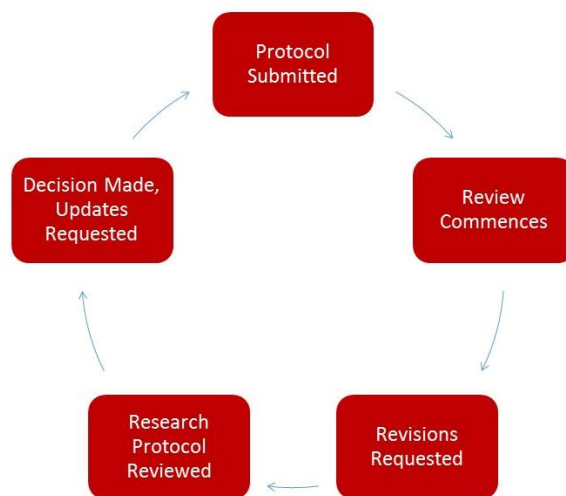 Protocol
Submitted
Review
Commences
Revisions
Requested
Research
Protocol
Reviewed
Decision Made,
Updates
Requested